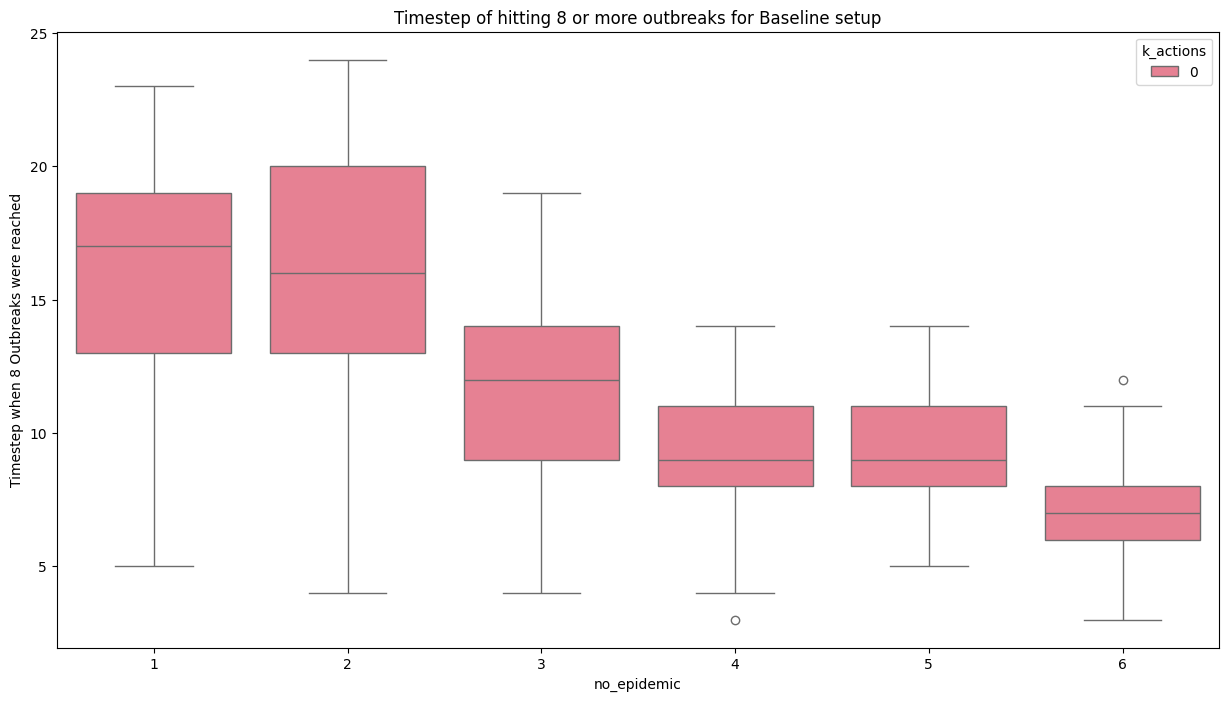 Timestep of hitting 8 or more outbreaks for Baseline setup
k_actions
0
Timestep when 8 Outbreaks were reached
25
20
15
10
5
1 2 3 4 5 6
no_epidemic